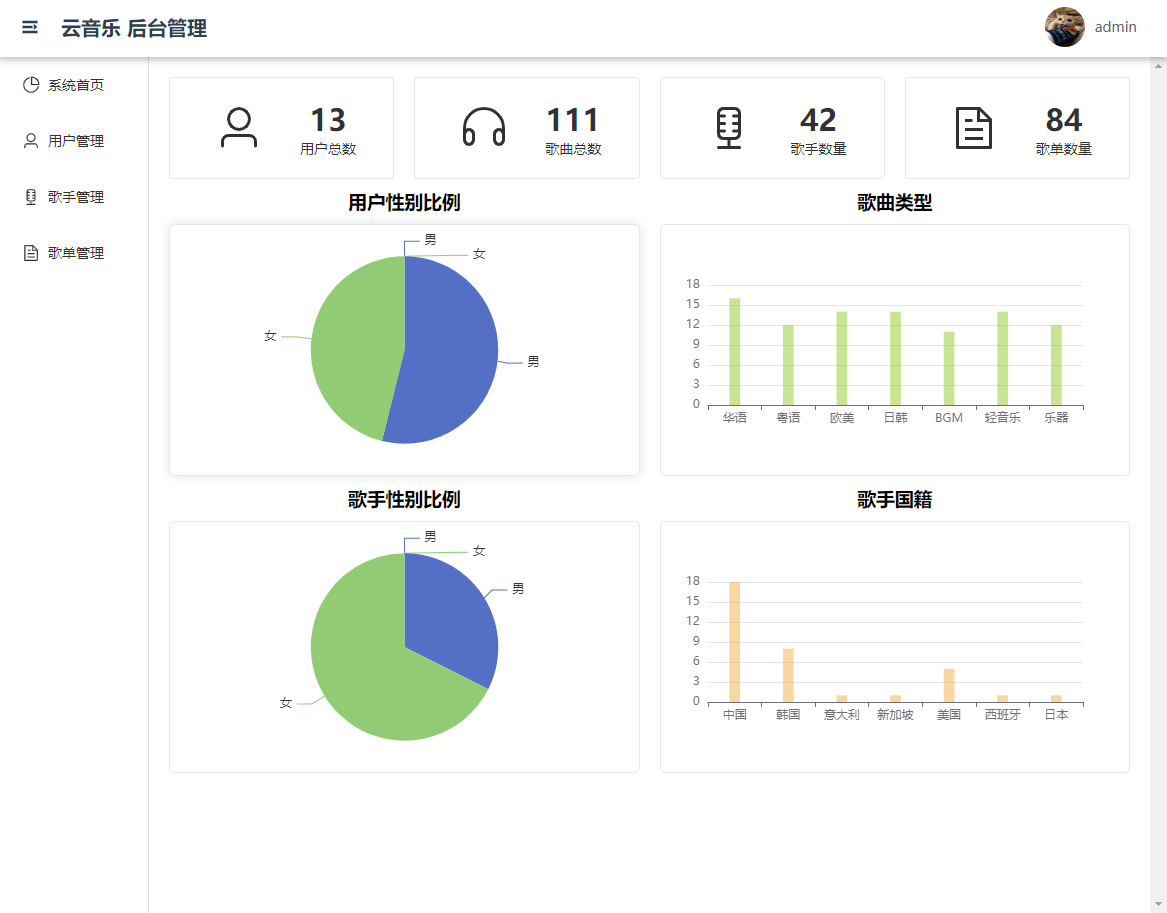 云音乐 后台管理
admin
系统首页
用户管理
歌手管理
歌单管理
13
用户总数
111
歌曲总数
42
歌手数量
84
歌单数量
用户性别比例
男
女
女
男
歌曲类型
18
15
12
9
6
3
0
华语 粤语 欧美 日韩 BGM 轻音乐 乐器
歌手性别比例
男
女
男
女
歌手国籍
18
15
12
9
6
3
0
中国 韩国 意大利 新加坡 美国 西班牙 日本